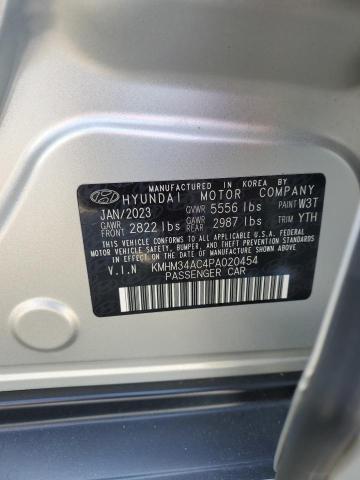 MANUFACTURED IN KOREA BY
HYUNDAI MOTOR COMPANY
JAN/2023 GVWR 5556 lbs PAINT W3T
GAWR FRONT 2822 lbs GAWR REAR 2987 lbs TRIM YTH
THIS VEHICLE CONFORMS TO ALL APPLICABLE U.S.A. FEDERAL
MOTOR VEHICLE SAFETY, BUMPER, AND THEFT PREVENTION
STANDARDS IN EFFECT ON THE DATE OF MANUFACTURE SHOWN ABOVE.
V.I.N KMHM34AC4PA020454
PASSENGER CAR